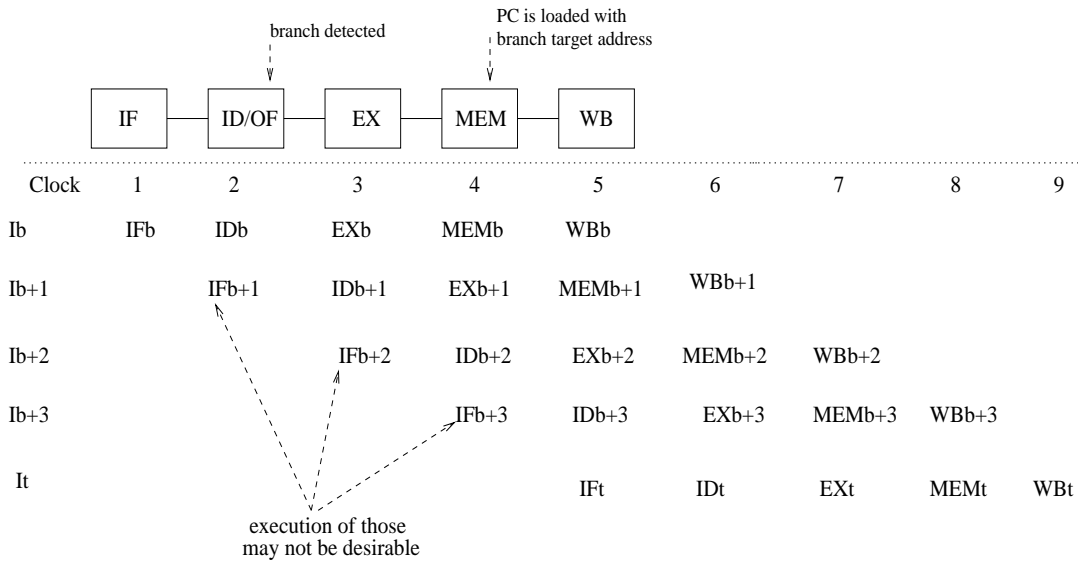 PC is loaded with
branch target address
branch detected
IF ID/OF EX MEM WB
Clock 1 2 3 4 5 6 7 8 9
Ib IFb IDb EXb MEMb WBb
Ib+1 IFb+1 IDb+1 EXb+1 MEMb+1 WBb+1
Ib+2 IFb+2 IDb+2 EXb+2 MEMb+2 WBb+2
Ib+3 IFb+3 IDb+3 EXb+3 MEMb+3 WBb+3
It IFt IDt EXt MEMt WBt
execution of those
may not be desirable